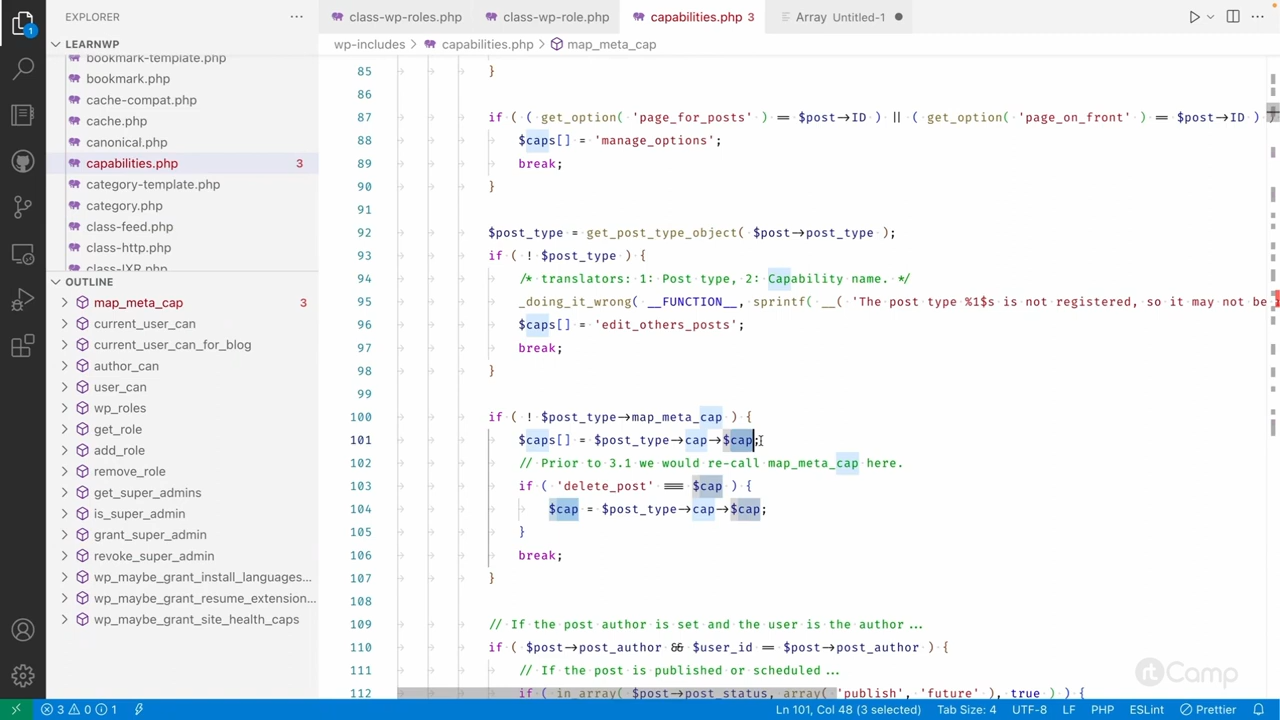 EXPLORER
LEARNWP
bookmark-template.php
bookmark.php
cache-compat.php
cache.php
canonical.php
capabilities.php 3
category-template.php
category.php
class-feed.php
class-http.php
class-IXR.php
OUTLINE
map_meta_cap 3
current_user_can
current_user_can_for_blog
author_can
user_can
wp_roles
get_role
add_role
remove_role
get_super_admins
is_super_admin
grant_super_admin
revoke_super_admin
wp_maybe_grant_install_languages...
wp_maybe_grant_resume_extension...
wp_maybe_grant_site_health_caps
class-wp-roles.php class-wp-role.php capabilities.php 3 Array Untitled-1
wp-includes > capabilities.php > map_meta_cap
85 }
86
87 if ( ( get_option( 'page_for_posts' ) == $post->ID ) || ( get_option( 'page_on_front' ) == $post->ID ) )
88 $caps[] = 'manage_options';
89 break;
90 }
91
92 $post_type = get_post_type_object( $post->post_type );
93 if ( ! $post_type ) {
94 /* translators: 1: Post type, 2: Capability name. */
95 _doing_it_wrong( __FUNCTION__, sprintf( __( 'The post type %1$s is not registered, so it may not be
96 $caps[] = 'edit_others_posts';
97 break;
98 }
99
100 if ( ! $post_type->map_meta_cap ) {
101 $caps[] = $post_type->cap->$cap;
102 // Prior to 3.1 we would re-call map_meta_cap here.
103 if ( 'delete_post' === $cap ) {
104 $cap = $post_type->cap->$cap;
105 }
106 break;
107 }
108
109 // If the post author is set and the user is the author...
110 if ( $post->post_author && $user_id == $post->post_author ) {
111 // If the post is published or scheduled...
112 if ( in_array( $post->post_status, array( 'publish', 'future' ), true ) ) {
rtCamp
1
3 0 1 Ln 101, Col 48 (3 selected) Tab Size: 4 UTF-8 LF PHP ESLint Prettier